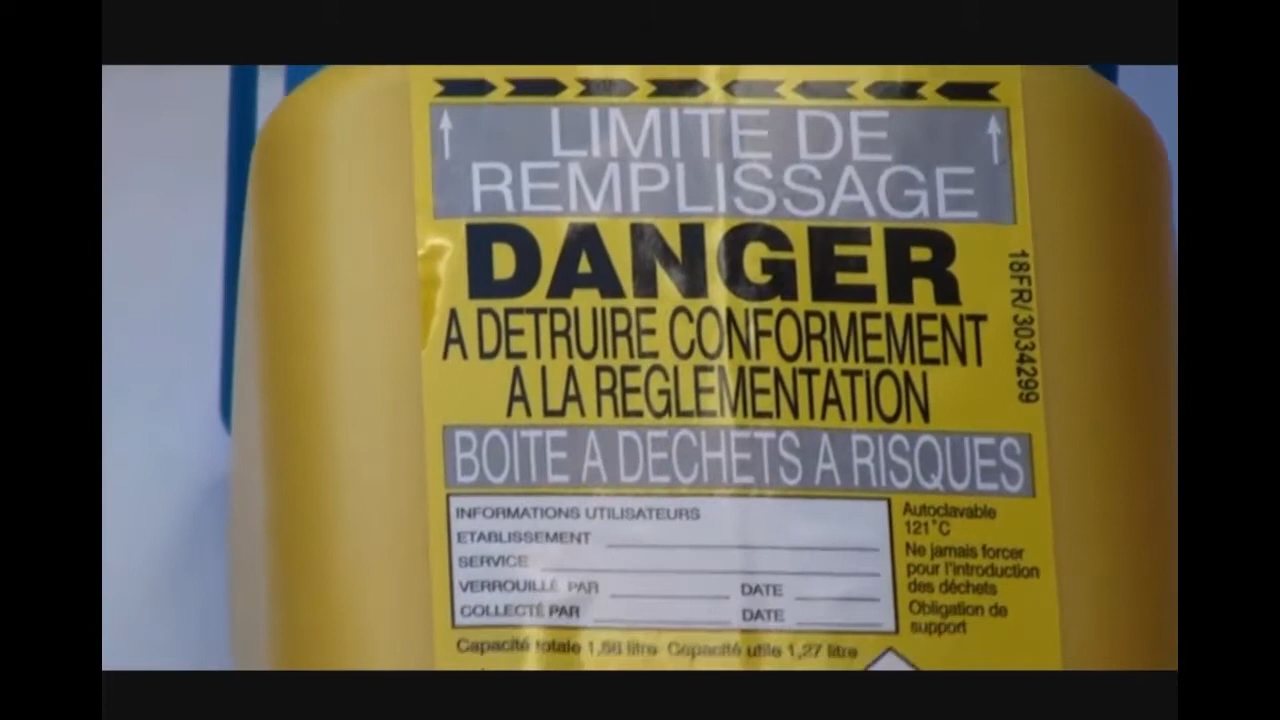 LIMITE DE
REMPLISSAGE
DANGER
A DETRUIRE CONFORMEMENT
A LA REGLEMENTATION
18FR/3034299
BOITE A DECHETS A RISQUES
INFORMATIONS UTILISATEURS
ETABLISSEMENT
SERVICE
VERROUILLÉ PAR DATE
COLLECTÉ PAR DATE
Autoclavable
121°C
Ne jamais forcer
pour l'introduction
des déchets
Obligation de
support
Capacité totale litre Capacité utile 1,27 litre